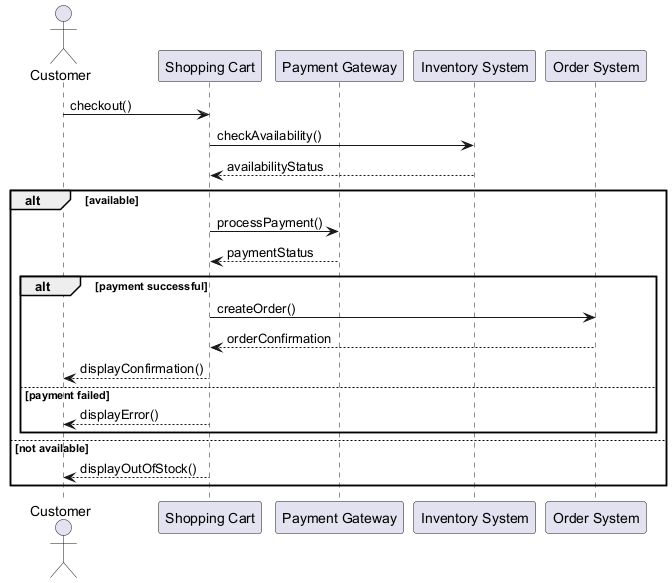 Customer
Shopping Cart
Payment Gateway
Inventory System
Order System
checkout()
checkAvailability()
availabilityStatus
alt
[available]
processPayment()
paymentStatus
alt
[payment successful]
createOrder()
orderConfirmation
displayConfirmation()
[payment failed]
displayError()
[not available]
displayOutOfStock()
Customer
Shopping Cart
Payment Gateway
Inventory System
Order System